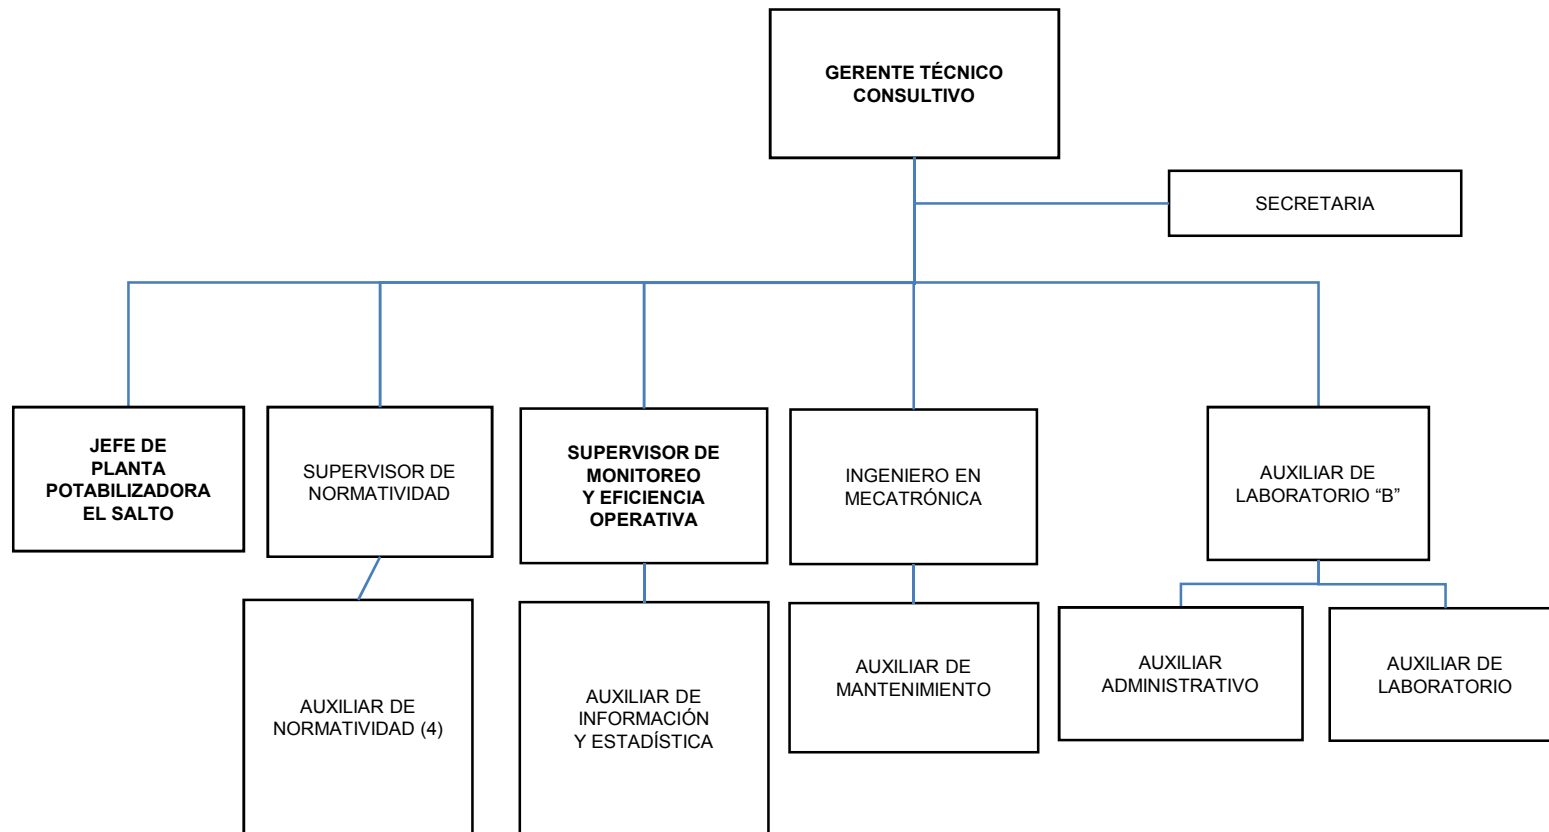 GERENTE TÉCNICO
CONSULTIVO
SECRETARIA
JEFE DE
PLANTA
POTABILIZADORA
EL SALTO
SUPERVISOR DE
NORMATIVIDAD
SUPERVISOR DE
MONITOREO
Y EFICIENCIA
OPERATIVA
INGENIERO EN
MECATRÓNICA
AUXILIAR DE
LABORATORIO “B”
AUXILIAR DE
NORMATIVIDAD (4)
AUXILIAR DE
INFORMACIÓN
Y ESTADÍSTICA
AUXILIAR DE
MANTENIMIENTO
AUXILIAR
ADMINISTRATIVO
AUXILIAR DE
LABORATORIO